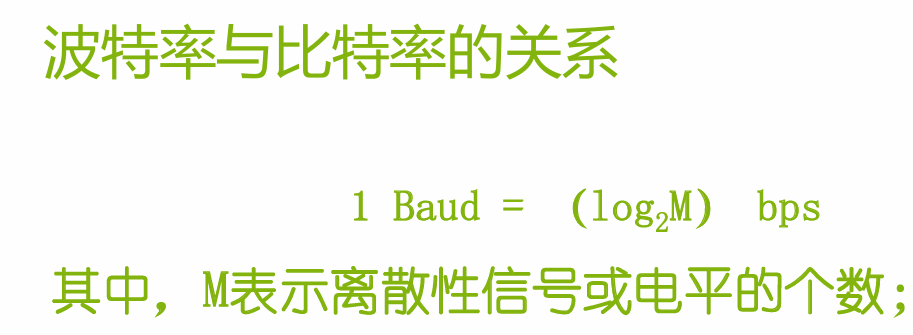 波特率与比特率的关系
1 Baud = （log₂M） bps
其中，M表示离散性信号或电平的个数；